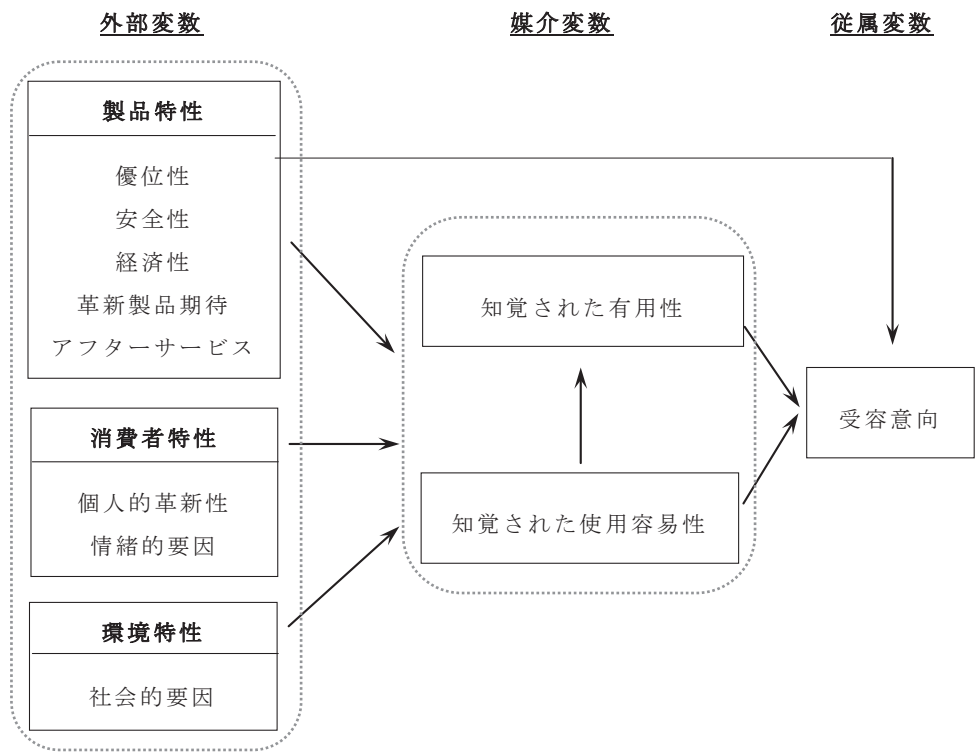 外部変数
媒介変数
従属変数
製品特性
優位性
安全性
経済性
革新製品期待
アフターサービス
消費者特性
個人的革新性
情緒的要因
環境特性
社会的要因
知覚された有用性
知覚された使用容易性
受容意向